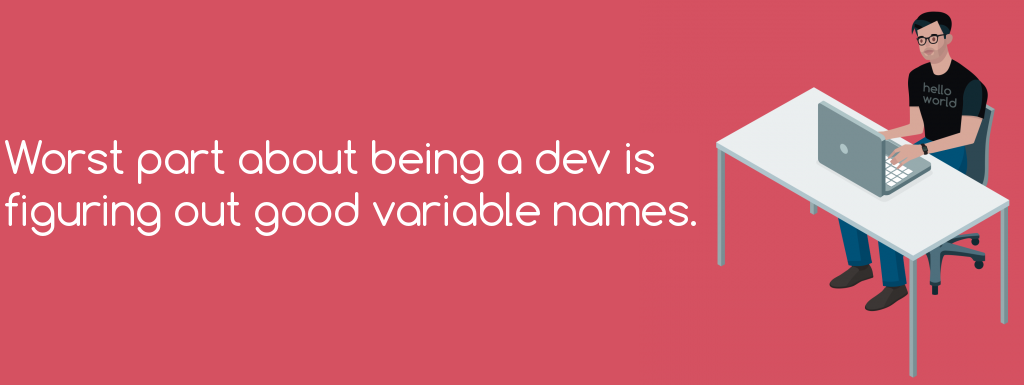 Worst part about being a dev is
figuring out good variable names.
hello
world